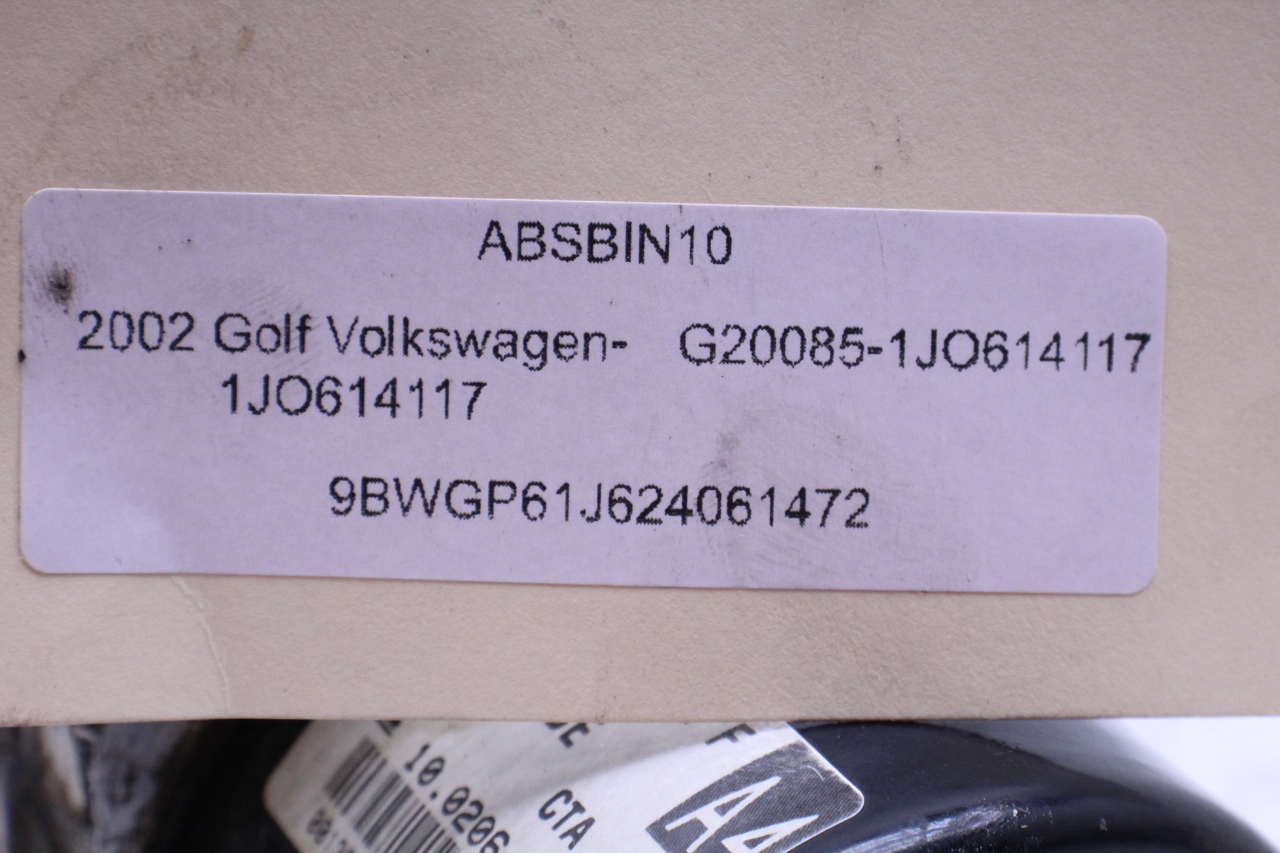 ABSBIN10
2002 Golf Volkswagen- G20085-1JO614117
1JO614117
9BWGP61J624061472
F
10.0206
CTA
A4